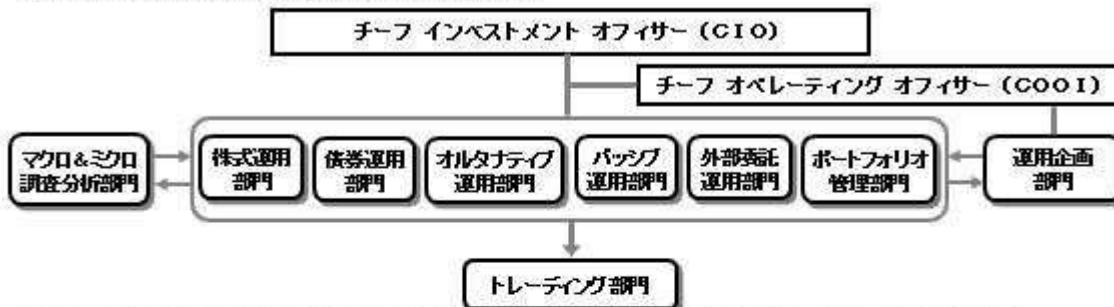 チーフ インベストメント オフィサー（CIO）
チーフ オペレーティング オフィサー（COOI）
マクロ＆ミクロ
調査分析部門
株式運用
部門
債券運用
部門
オルタナティブ
運用部門
パッシブ
運用部門
外部委託
運用部門
ポートフォリオ
管理部門
運用企画
部門
トレーディング部門